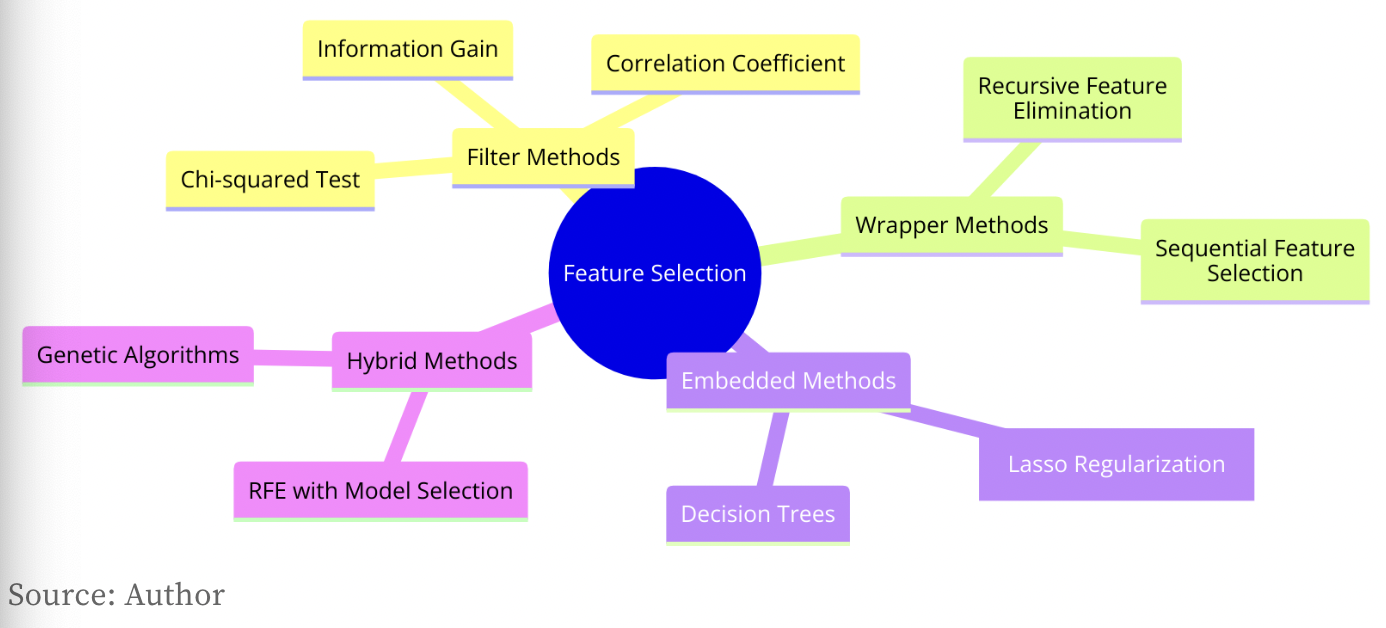 Information Gain
Correlation Coefficient
Recursive Feature
Elimination
Filter Methods
Chi-squared Test
Wrapper Methods
Sequential Feature
Selection
Feature Selection
Genetic Algorithms
Hybrid Methods
Embedded Methods
Lasso Regularization
RFE with Model Selection
Decision Trees
Source: Author